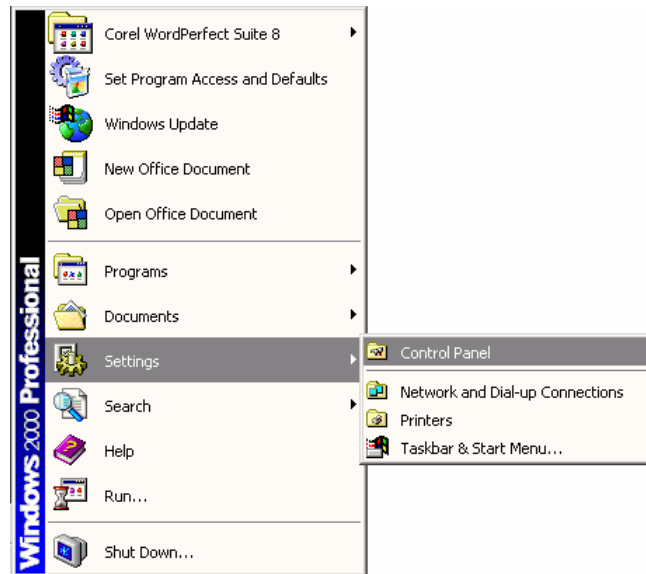 Corel WordPerfect Suite 8
Set Program Access and Defaults
Windows Update
New Office Document
Open Office Document
Programs
Documents
Settings
Search
Help
Run...
Shut Down...
Control Panel
Network and Dial-up Connections
Printers
Taskbar & Start Menu...
Windows 2000 Professional